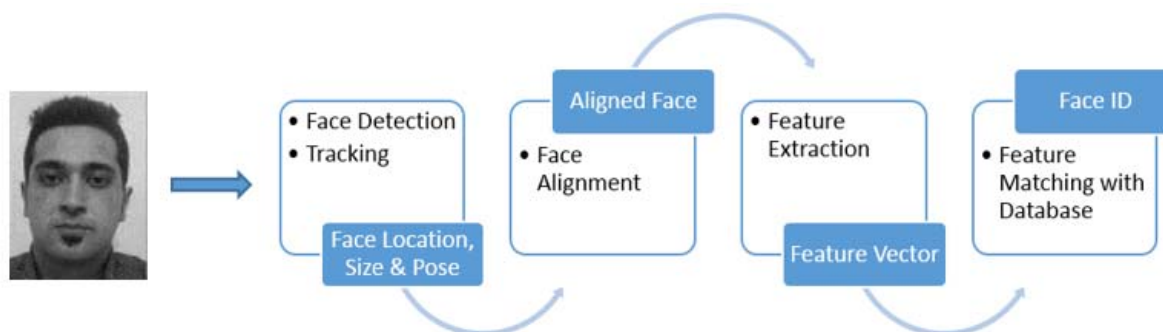 • Face Detection
• Tracking
Face Location,
Size & Pose
Aligned Face
• Face
Alignment
• Feature
Extraction
Feature Vector
Face ID
• Feature
Matching with
Database